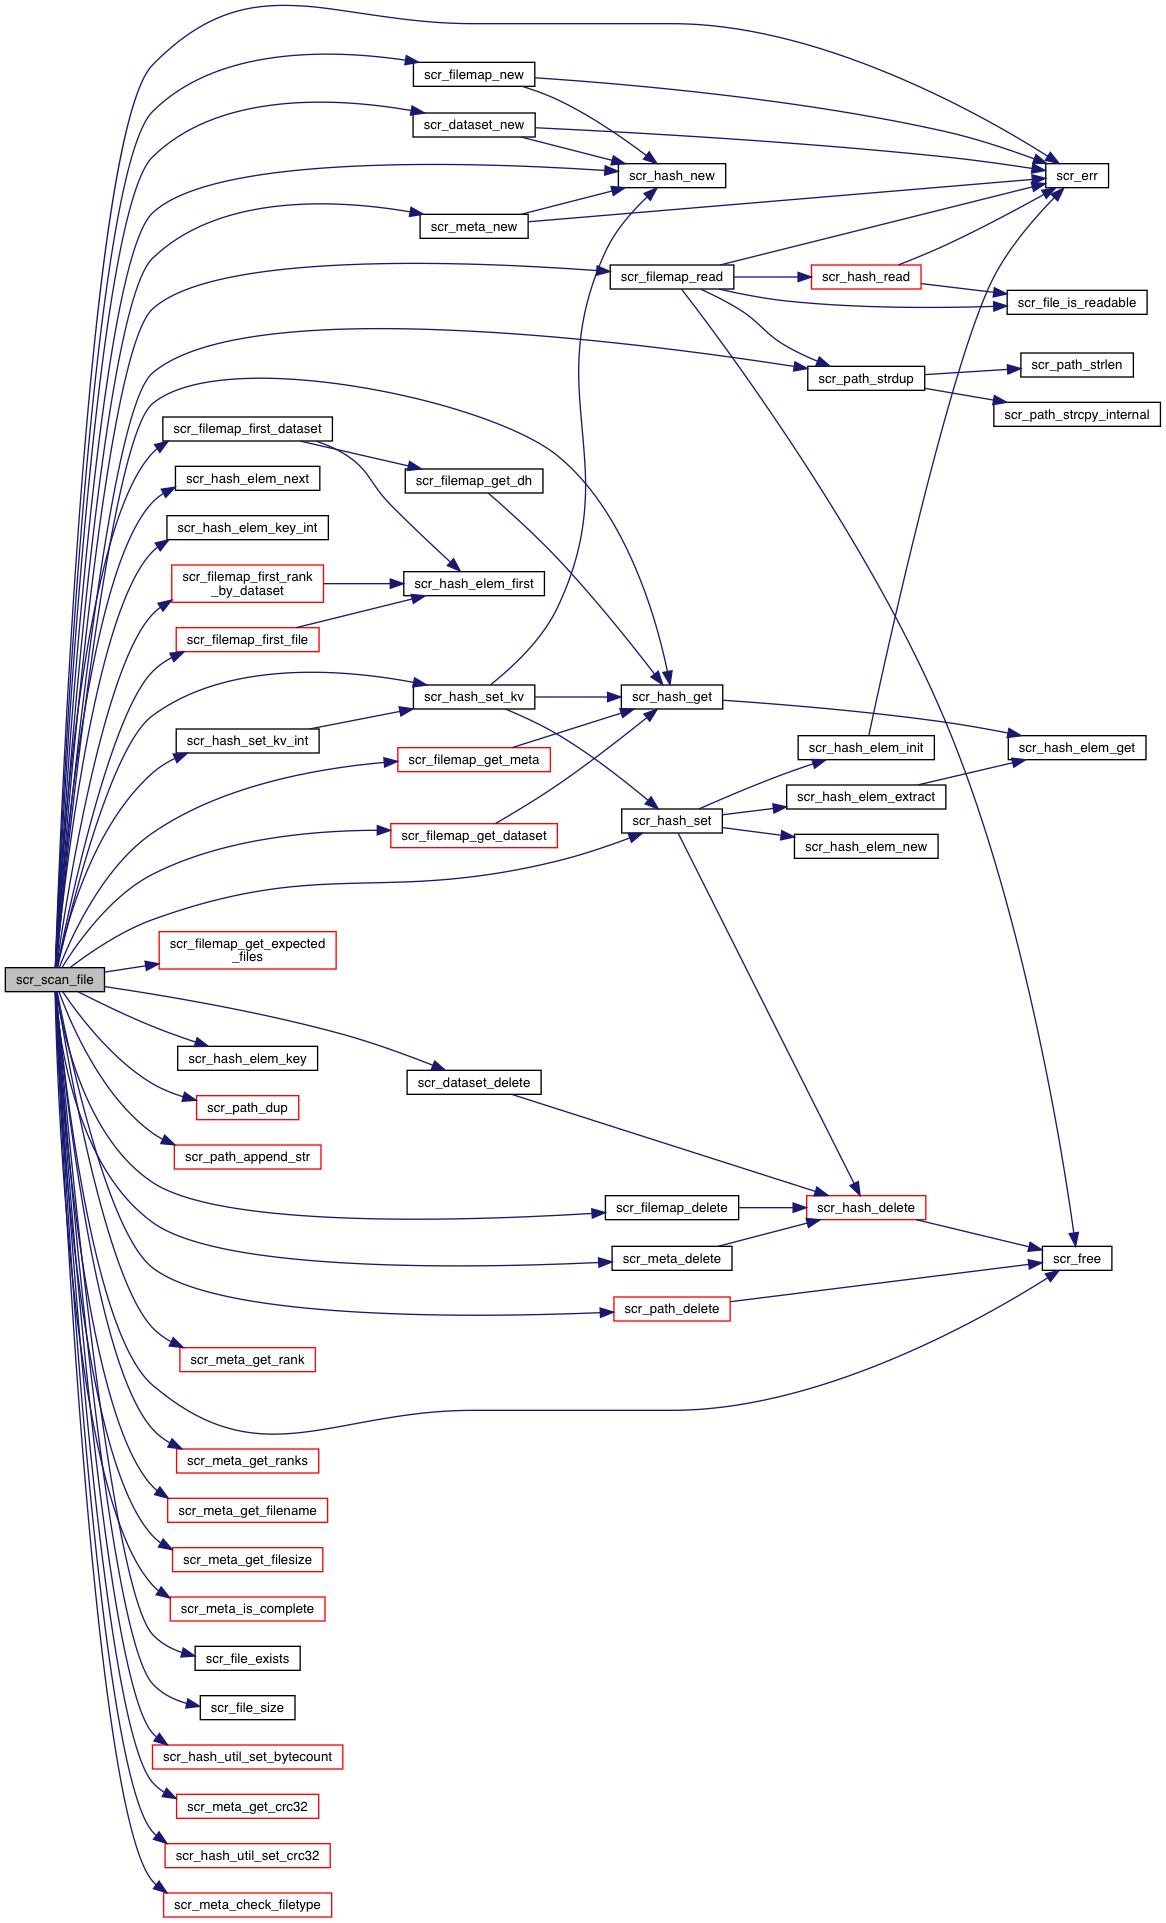 scr_filemap_new
scr_dataset_new
scr_hash_new
scr_err
scr_meta_new
scr_filemap_read
scr_hash_read
scr_file_is_readable
scr_path_strdup
scr_path_strlen
scr_path_strcpy_internal
scr_filemap_first_dataset
scr_hash_elem_next
scr_filemap_get_dh
scr_hash_elem_key_int
scr_filemap_first_rank
_by_dataset
scr_hash_elem_first
scr_filemap_first_file
scr_hash_set_kv
scr_hash_get
scr_hash_set_kv_int
scr_filemap_get_meta
scr_hash_elem_init
scr_hash_elem_get
scr_hash_elem_extract
scr_filemap_get_dataset
scr_hash_set
scr_hash_elem_new
scr_filemap_get_expected
_files
scr_scan_file
scr_hash_elem_key
scr_dataset_delete
scr_path_dup
scr_path_append_str
scr_filemap_delete
scr_hash_delete
scr_meta_delete
scr_free
scr_path_delete
scr_meta_get_rank
scr_meta_get_ranks
scr_meta_get_filename
scr_meta_get_filesize
scr_meta_is_complete
scr_file_exists
scr_file_size
scr_hash_util_set_bytecount
scr_meta_get_crc32
scr_hash_util_set_crc32
scr_meta_check_filetype